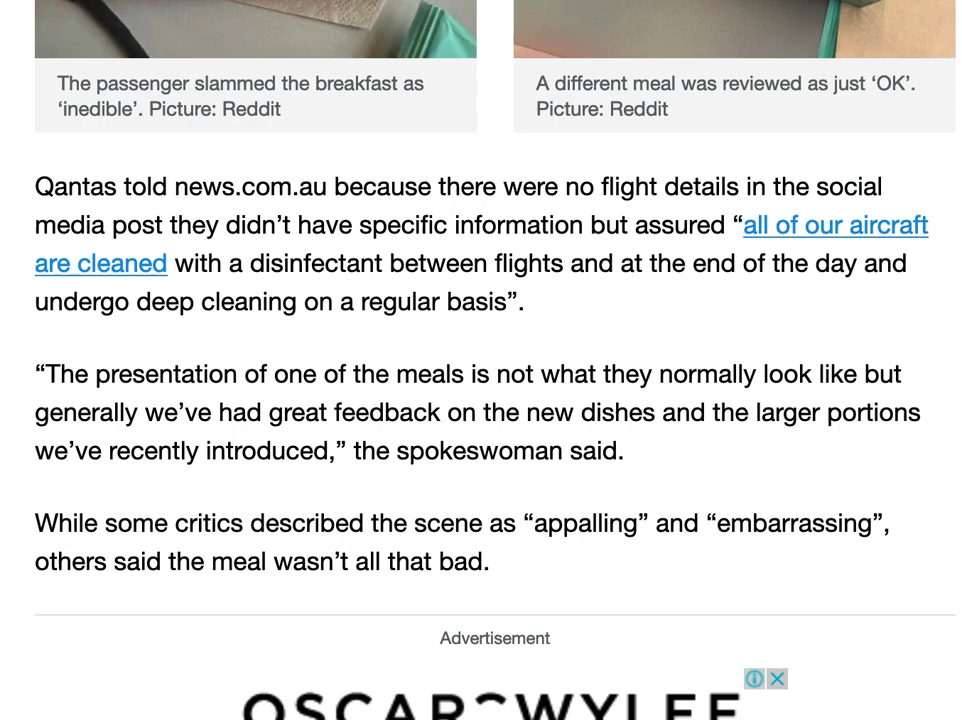 The passenger slammed the breakfast as
‘inedible’. Picture: Reddit
A different meal was reviewed as just ‘OK’.
Picture: Reddit
Qantas told news.com.au because there were no flight details in the social
media post they didn’t have specific information but assured “all of our aircraft
are cleaned with a disinfectant between flights and at the end of the day and
undergo deep cleaning on a regular basis”.
“The presentation of one of the meals is not what they normally look like but
generally we’ve had great feedback on the new dishes and the larger portions
we’ve recently introduced,” the spokeswoman said.
While some critics described the scene as “appalling” and “embarrassing”,
others said the meal wasn’t all that bad.
Advertisement
OSCAR WYLEE